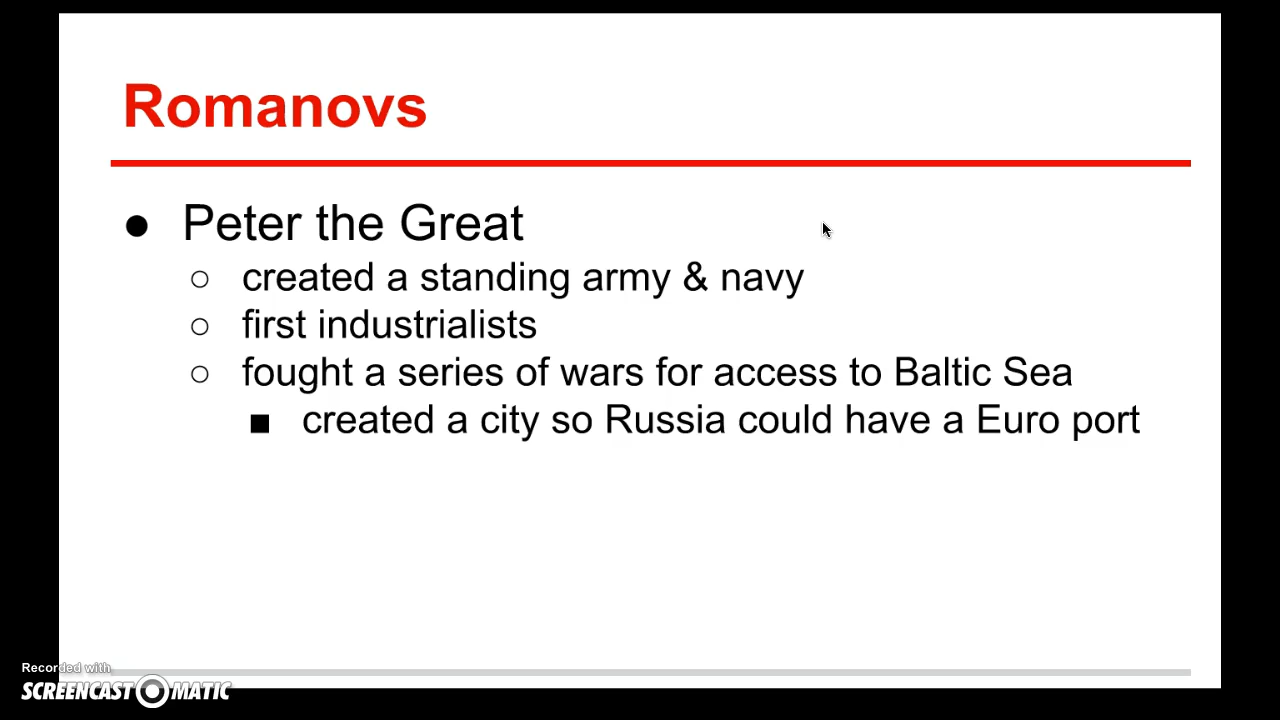 Romanovs
● Peter the Great
○ created a standing army & navy
○ first industrialists
○ fought a series of wars for access to Baltic Sea
■ created a city so Russia could have a Euro port
Recorded with
SCREENCAST MATIC